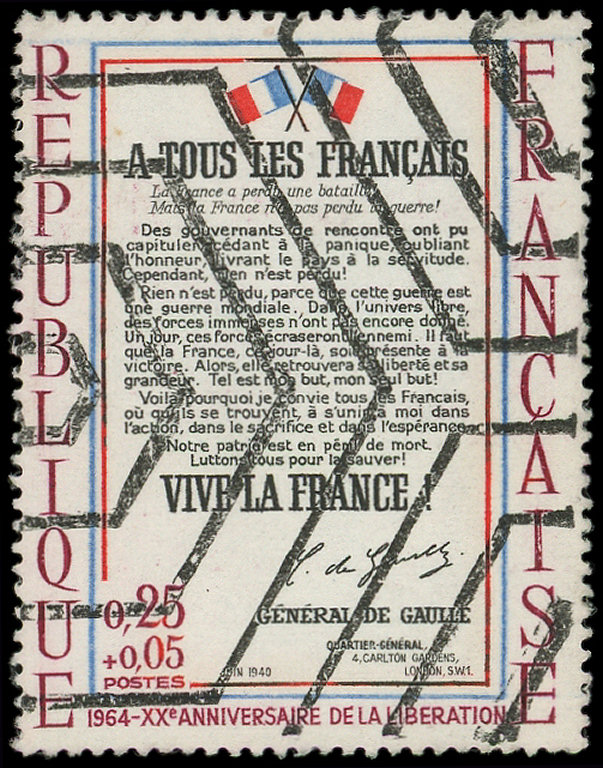 RÉPUBLIQUE
FRANÇAISE
A TOUS LES FRANÇAIS
La France a perdu une bataille!
Mais la France n'a pas perdu la guerre!
Des gouvernants de rencontre ont pu
capituler, cédant à la panique, oubliant
l'honneur, livrant le pays à la servitude.
Cependant, rien n'est perdu!
Rien n'est perdu, parce que cette guerre est
une guerre mondiale. Dans l'univers libre,
des forces immenses n'ont pas encore donné.
Un jour, ces forces écraseront l'ennemi. Il faut
que la France, ce jour-là, soit présente à la
victoire. Alors, elle retrouvera sa liberté et sa
grandeur. Tel est mon but, mon seul but!
Voilà pourquoi je convie tous les Français,
où qu'ils se trouvent, à s'unir à moi dans
l'action, dans le sacrifice et dans l'espérance.
Notre patrie est en péril de mort.
Luttons tous pour la sauver!
VIVE LA FRANCE!
C. de Gaulle.
GÉNÉRAL DE GAULLE
QUARTIER-GÉNÉRAL,
4, CARLTON GARDENS,
LONDON, S.W.1.
JUIN 1940
0,25
+0,05
POSTES
1964-XXe ANNIVERSAIRE DE LA LIBERATION